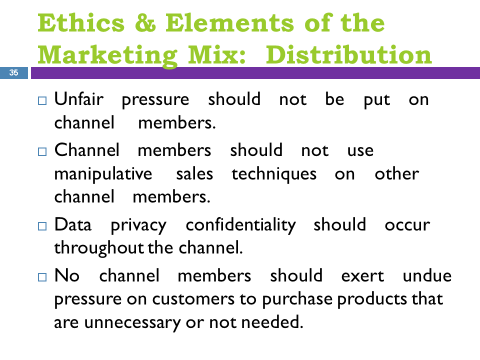 Ethics & Elements of the
Marketing Mix: Distribution
35
Unfair pressure should not be put on
channel members.
Channel members should not use
manipulative sales techniques on other
channel members.
Data privacy confidentiality should occur
throughout the channel.
No channel members should exert undue
pressure on customers to purchase products that
are unnecessary or not needed.